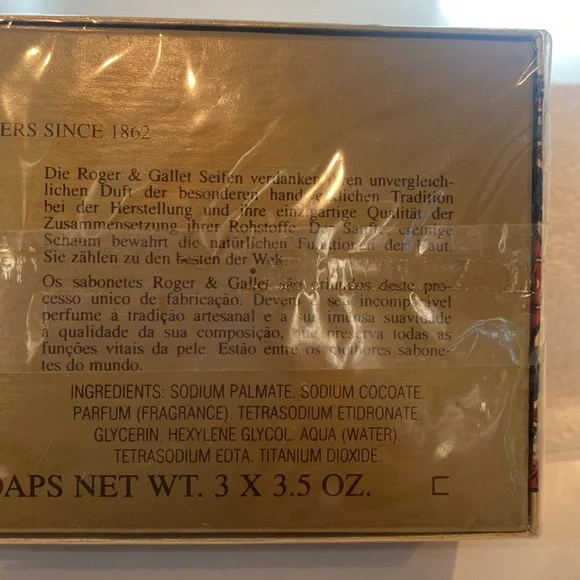 ERS SINCE 1862
Die Roger & Gallet Seifen verdanken ihren unvergleich-
lichen Duft der besonderen handwerklichen Tradition
bei der Herstellung und ihre einzigartige Qualität der
Zusammensetzung ihrer Rohstoffe. Der Sanfte, cremige
Schaum bewahrt die natürlichen Funktionen der Haut.
Sie zählen zu den besten der Welt.
Os sabonetes Roger & Gallet são oriundos deste pro-
cesso único de fabricação. Devem a seu incomparável
perfume à tradição artesanal e a sua imensa suavidade
à qualidade da sua composição, que preserva todas as
funções vitais da pele. Estão entre os melhores sabone-
tes do mundo.
INGREDIENTS: SODIUM PALMATE. SODIUM COCOATE.
PARFUM (FRAGRANCE). TETRASODIUM ETIDRONATE.
GLYCERIN. HEXYLENE GLYCOL. AQUA (WATER).
TETRASODIUM EDTA. TITANIUM DIOXIDE.
OAPS NET WT. 3 X 3.5 OZ.